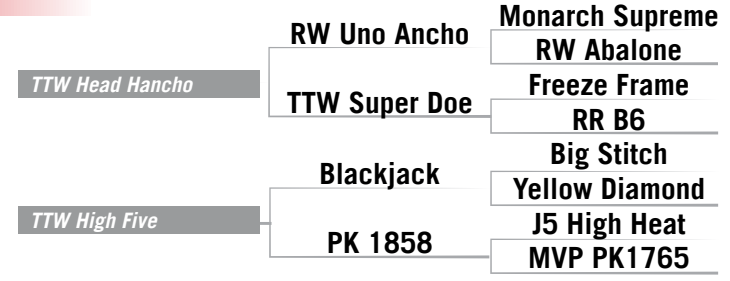 Monarch Supreme
RW Uno Ancho
RW Abalone
TTW Head Hancho
Freeze Frame
TTW Super Doe
RR B6
Big Stitch
Blackjack
Yellow Diamond
TTW High Five
J5 High Heat
PK 1858
MVP PK1765